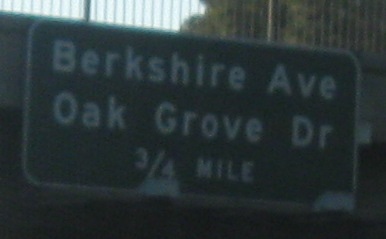 Berkshire Ave
Oak Grove Dr
3/4 MILE